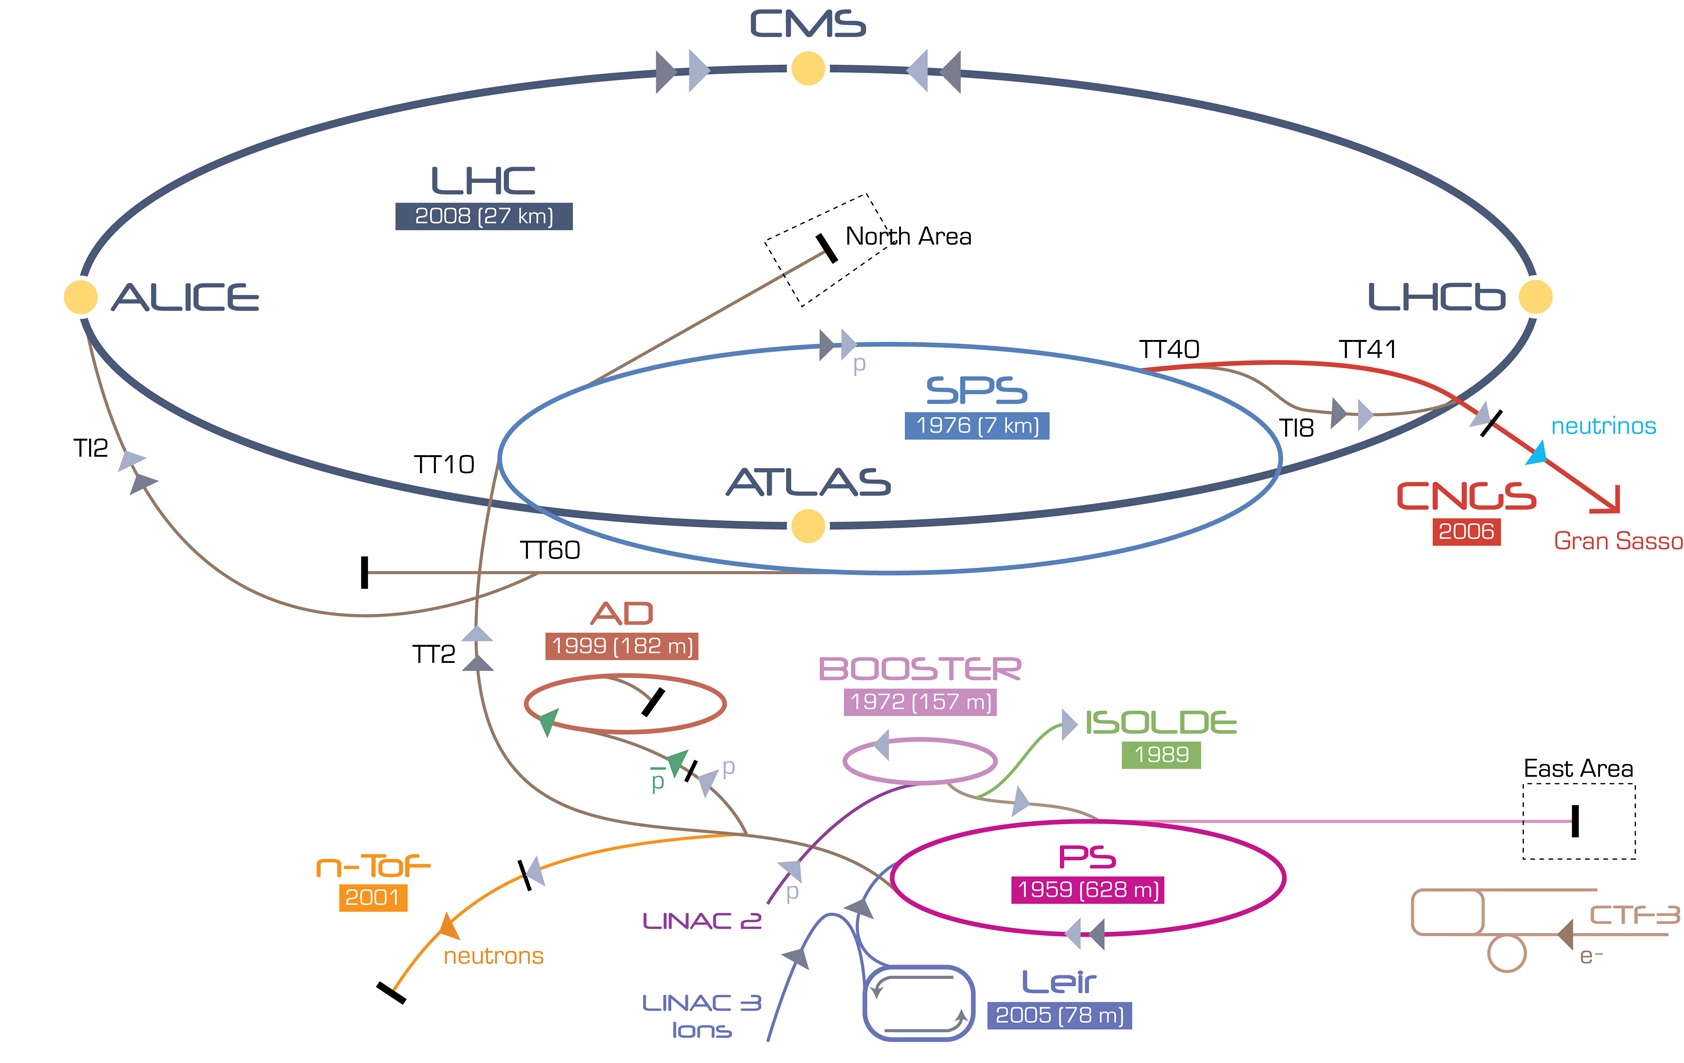 CMS
LHC
2008 (27 km)
North Area
ALICE
LHCb
p
TT40
TT41
SPS
1976 (7 km)
TI8
neutrinos
TI2
TT10
ATLAS
CNGS
2006
Gran Sasso
TT60
AD
1999 (182 m)
TT2
BOOSTER
1972 (157 m)
ISOLDE
1989
p
p
East Area
n-ToF
2001
PS
1959 (628 m)
p
LINAC 2
neutrons
CTF-3
e-
Leir
2005 (78 m)
LINAC 3
Ions